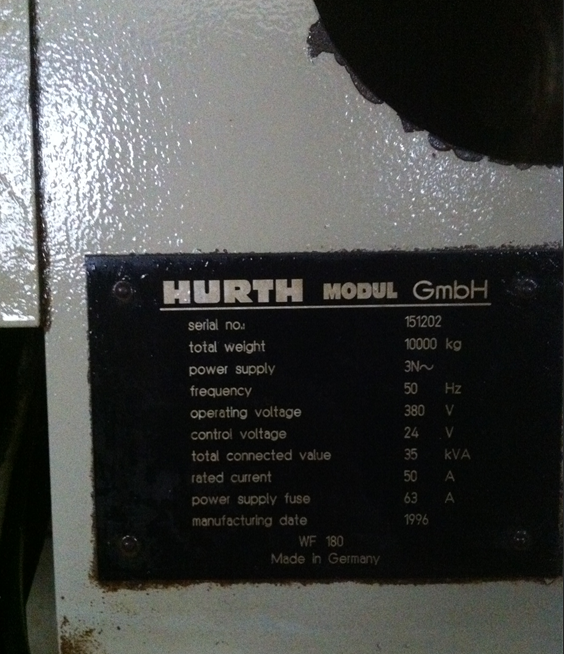 HURTH MODUL GmbH
serial no.: 151202
total weight 10000 kg
power supply 3N~
frequency 50 Hz
operating voltage 380 V
control voltage 24 V
total connected value 35 kVA
rated current 50 A
power supply fuse 63 A
manufacturing date 1996
WF 180
Made in Germany